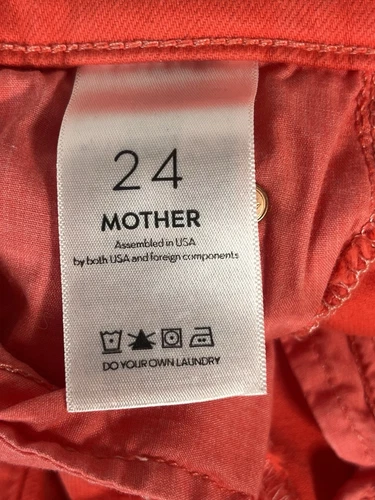 24
MOTHER
Assembled in USA
by both USA and foreign components
DO YOUR OWN LAUNDRY